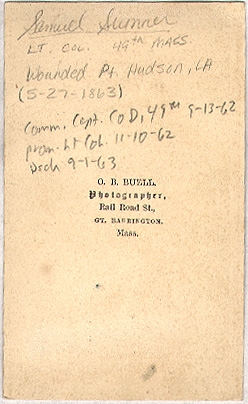 Samuel Sumner
LT. COL. 49th MASS.
Wounded Pt. Hudson, LA
(5-27-1863)
Comm. Capt. Co D, 49th 9-13-62
prom. Lt Col. 11-10-62
Disch 9-1-63
O. B. BUELL.
Photographer,
Rail Road St.,
GT. BARRINGTON.
Mass.